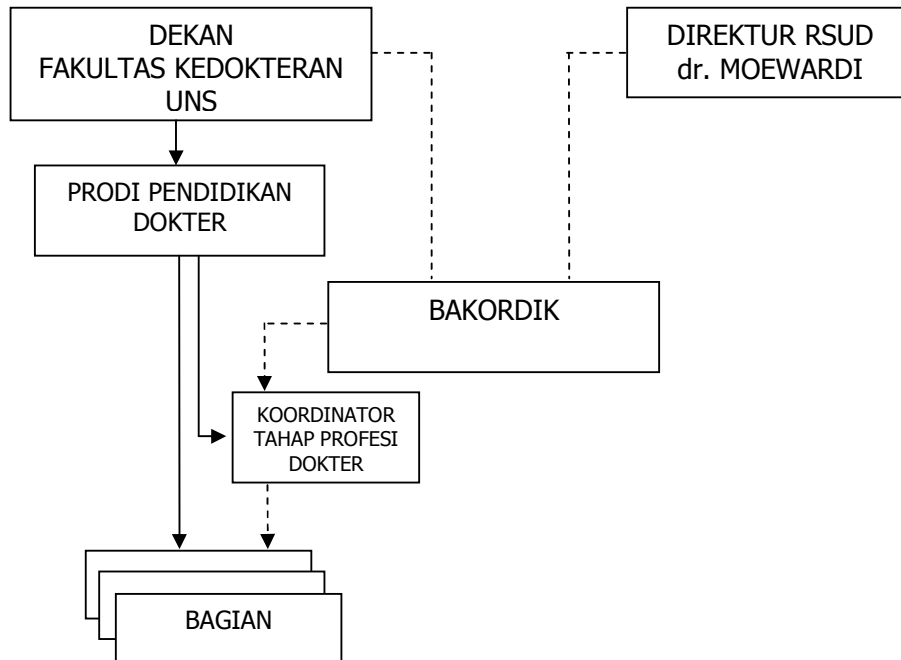 DEKAN
FAKULTAS KEDOKTERAN
UNS
DIREKTUR RSUD
dr. MOEWARDI
PRODI PENDIDIKAN
DOKTER
BAKORDIK
KOORDINATOR
TAHAP PROFESI
DOKTER
BAGIAN